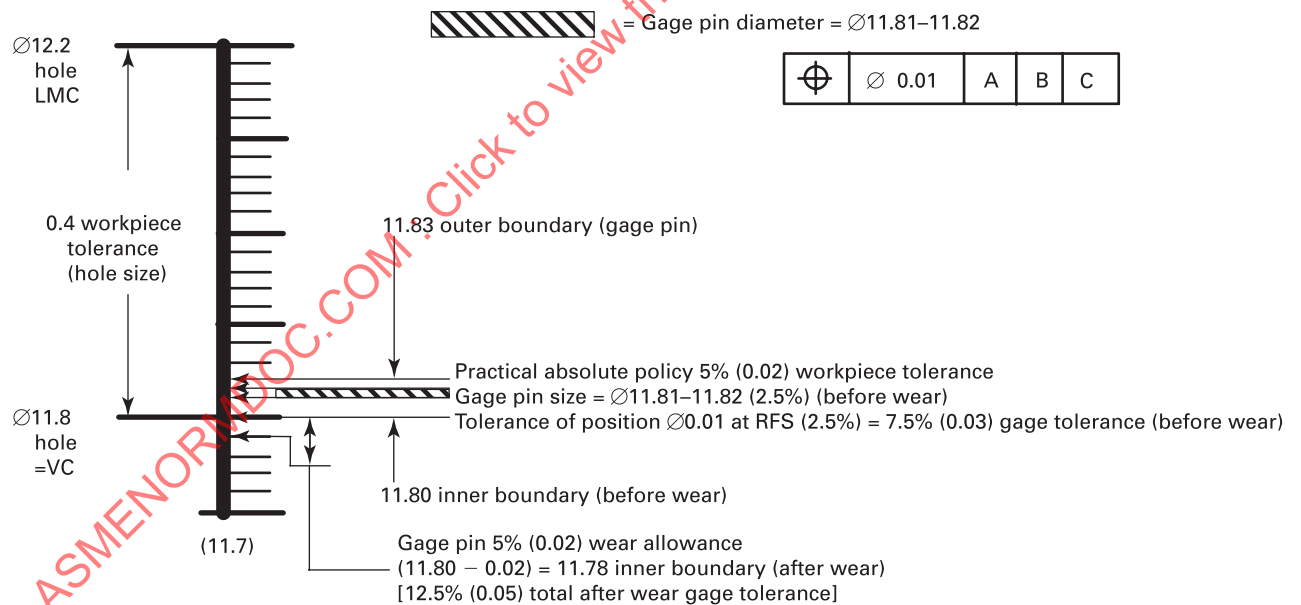 = Gage pin diameter = ∅11.81–11.82
∅12.2
hole
LMC
⌖ ∅ 0.01 A B C
0.4 workpiece
tolerance
(hole size)
11.83 outer boundary (gage pin)
Practical absolute policy 5% (0.02) workpiece tolerance
Gage pin size = ∅11.81–11.82 (2.5%) (before wear)
Tolerance of position ∅0.01 at RFS (2.5%) = 7.5% (0.03) gage tolerance (before wear)
∅11.8
hole
=VC
11.80 inner boundary (before wear)
(11.7)
Gage pin 5% (0.02) wear allowance
(11.80 − 0.02) = 11.78 inner boundary (after wear)
[12.5% (0.05) total after wear gage tolerance]
ASMENORMDOC.COM : Click to view the